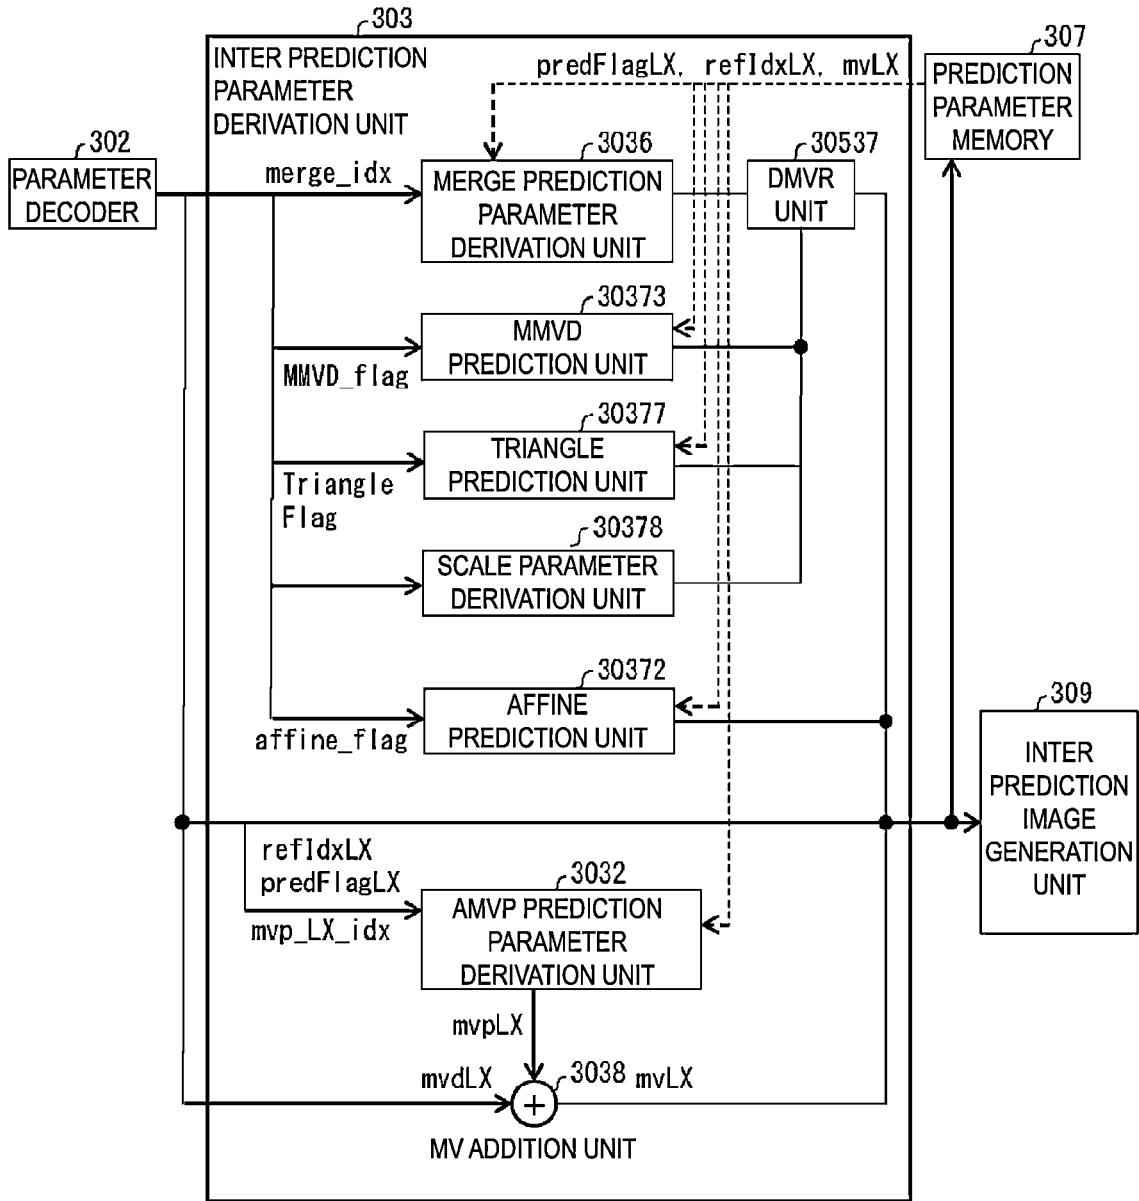 303
INTER PREDICTION
PARAMETER
DERIVATION UNIT
predFlagLX, refIdxLX, mvLX
307
PREDICTION
PARAMETER
MEMORY
302
PARAMETER
DECODER
merge_idx
3036
MERGE PREDICTION
PARAMETER
DERIVATION UNIT
30537
DMVR
UNIT
30373
MMVD
PREDICTION UNIT
MMVD_flag
30377
TRIANGLE
PREDICTION UNIT
Triangle
Flag
30378
SCALE PARAMETER
DERIVATION UNIT
30372
AFFINE
PREDICTION UNIT
affine_flag
309
INTER
PREDICTION
IMAGE
GENERATION
UNIT
refIdxLX
predFlagLX
mvp_LX_idx
3032
AMVP PREDICTION
PARAMETER
DERIVATION UNIT
mvpLX
mvdLX
+
3038
mvLX
MV ADDITION UNIT